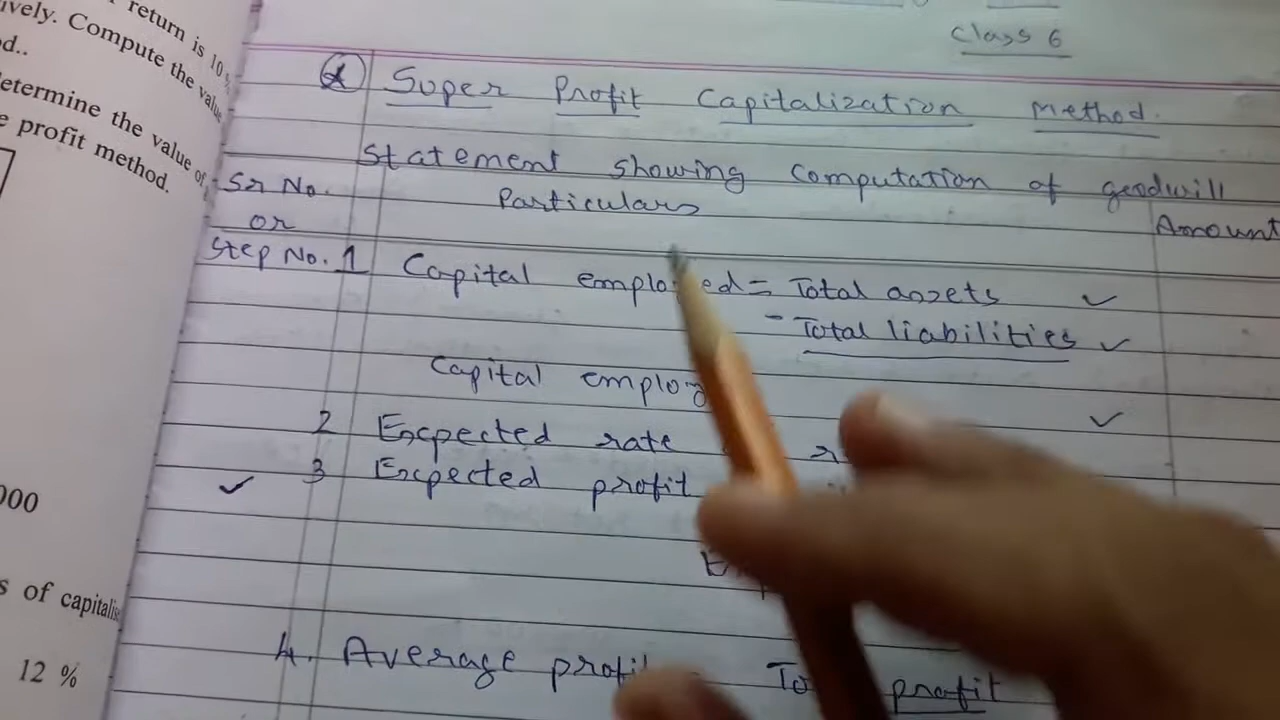 return is 10%
ively. Compute the value
d..
etermine the value of
e profit method.
000
s of capitalis
12 %
Class 6
Super Profit Capitalization Method.
Statement showing Computation of goodwill
Sr No. Particulars Amount
or
Step No. 1 Capital employed = Total assets ✓
- Total liabilities ✓
Capital employ ✓
2 Expected rate
✓ 3 Expected profit
4. Average profit To profit